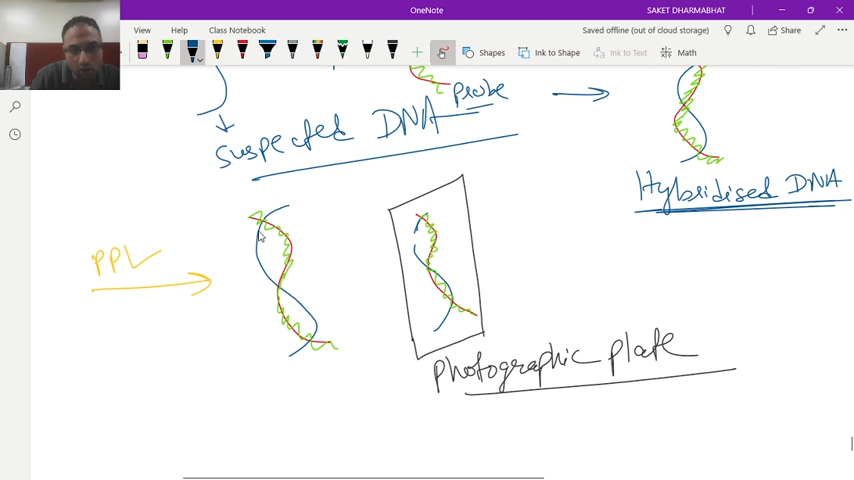 OneNote
SAKET DHARMABHAT
View
Help
Class Notebook
Saved offline (out of cloud storage)
Share
Shapes
Ink to Shape
Ink to Text
Math
probe
suspected DNA
Hybridised DNA
PPL
photographic plate